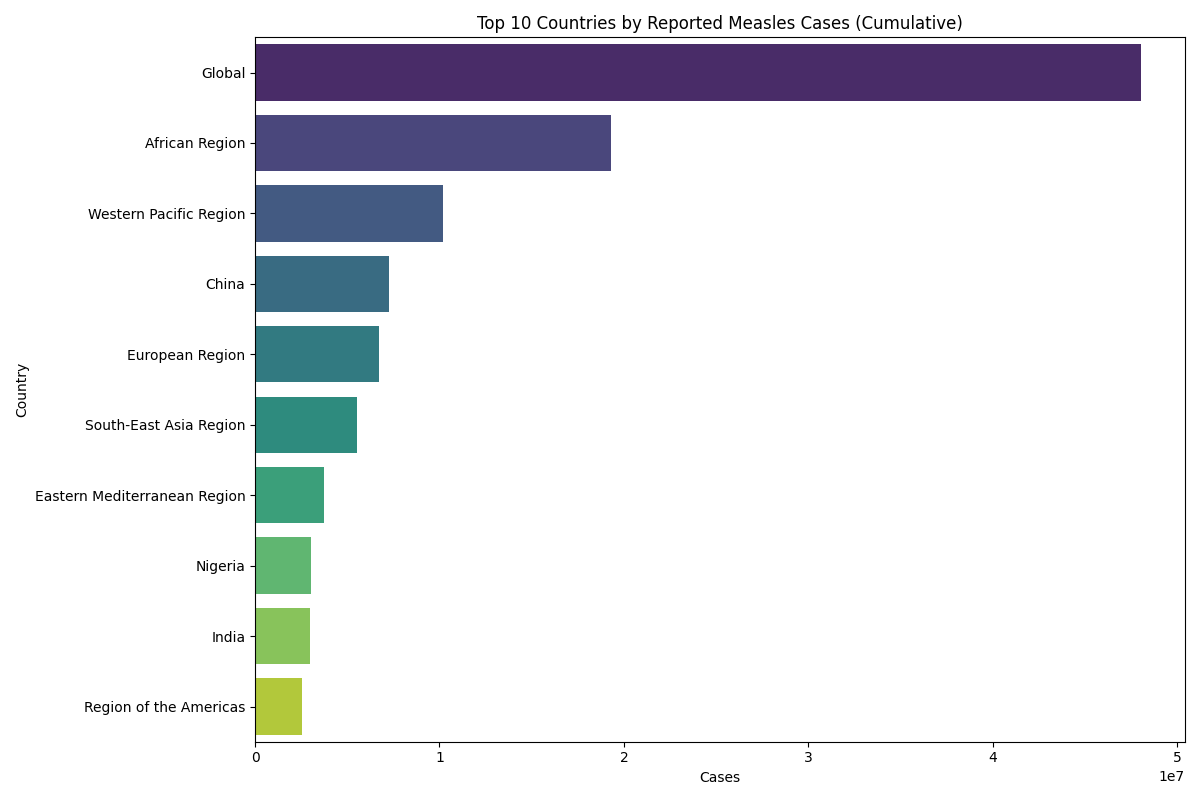 Top 10 Countries by Reported Measles Cases (Cumulative)
Global
African Region
Western Pacific Region
China
European Region
South-East Asia Region
Eastern Mediterranean Region
Nigeria
India
Region of the Americas
Country
0 1 2 3 4 5
1e7
Cases